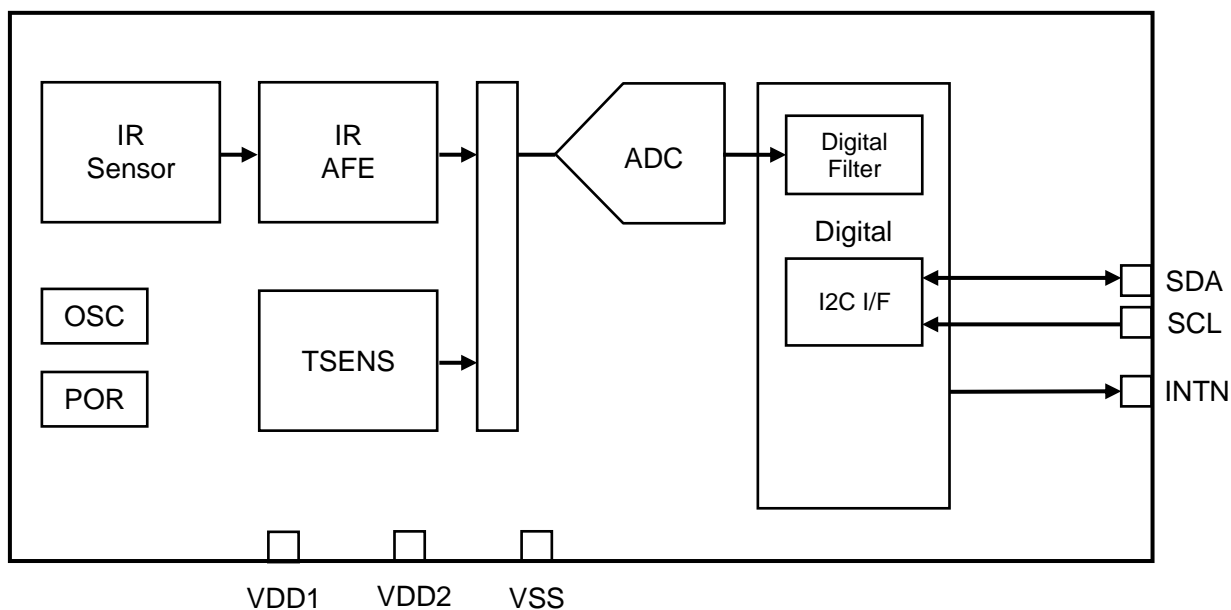 IR
Sensor
IR
AFE
ADC
Digital
Filter
Digital
I2C I/F
SDA
SCL
INTN
OSC
POR
TSENS
VDD1
VDD2
VSS